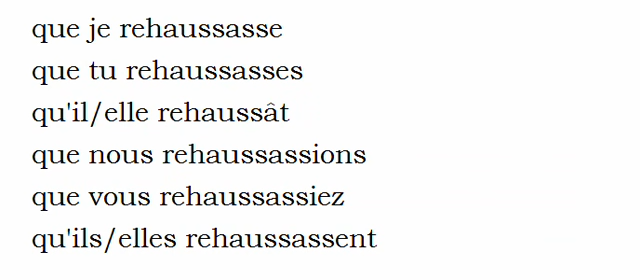 que je rehaussasse
que tu rehaussasses
qu'il/elle rehaussât
que nous rehaussassions
que vous rehaussassiez
qu'ils/elles rehaussassent